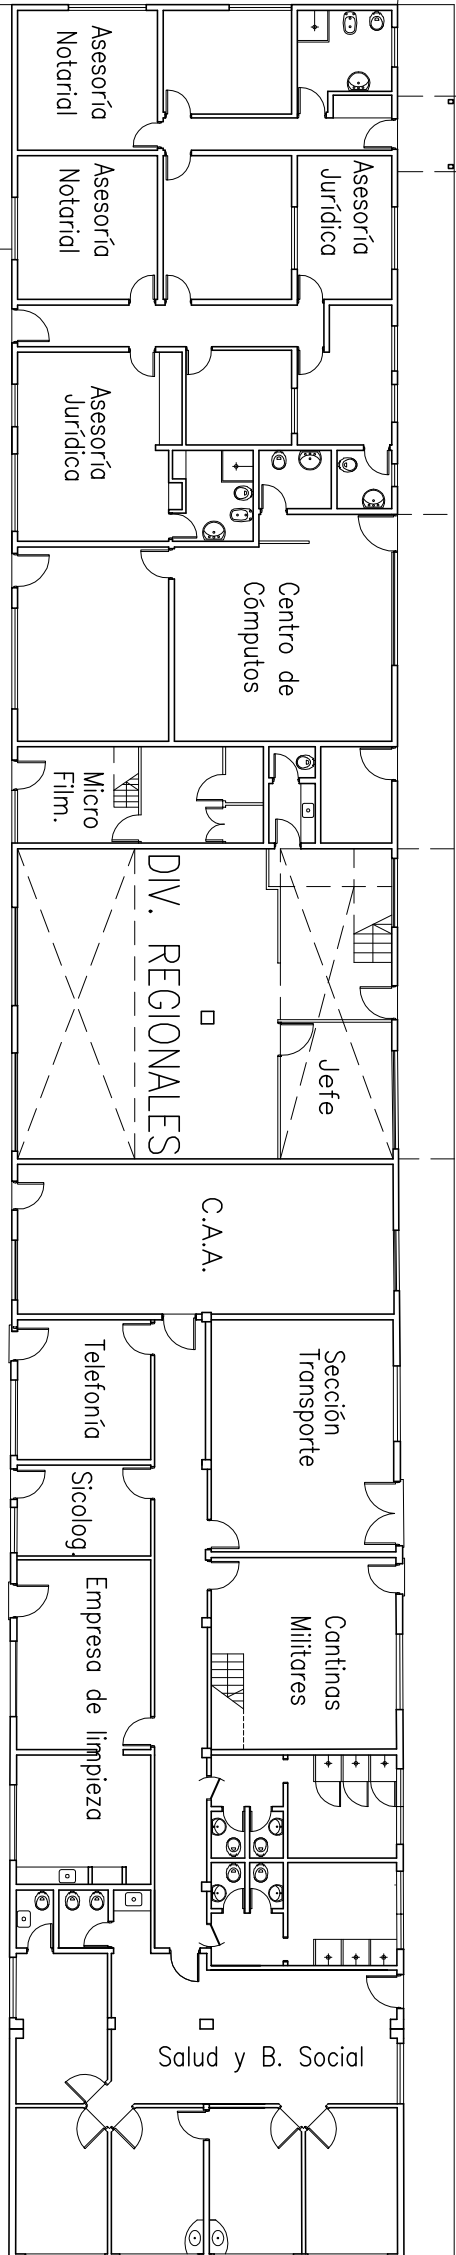 Asesoría
Notarial
Asesoría
Notarial
Asesoría
Jurídica
Asesoría
Jurídica
Centro de
Cómputos
Micro
Film.
DIV. REGIONALES
Jefe
C.A.A.
Telefonía
Sección
Transporte
Sicolog.
Empresa de limpieza
Cantinas
Militares
Salud y B. Social